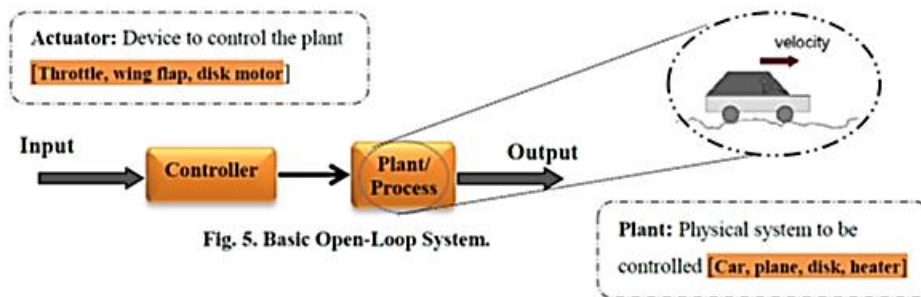 Actuator: Device to control the plant
[Throttle, wing flap, disk motor]
velocity
Input
Controller
Plant/
Process
Output
Fig. 5. Basic Open-Loop System.
Plant: Physical system to be
controlled [Car, plane, disk, heater]